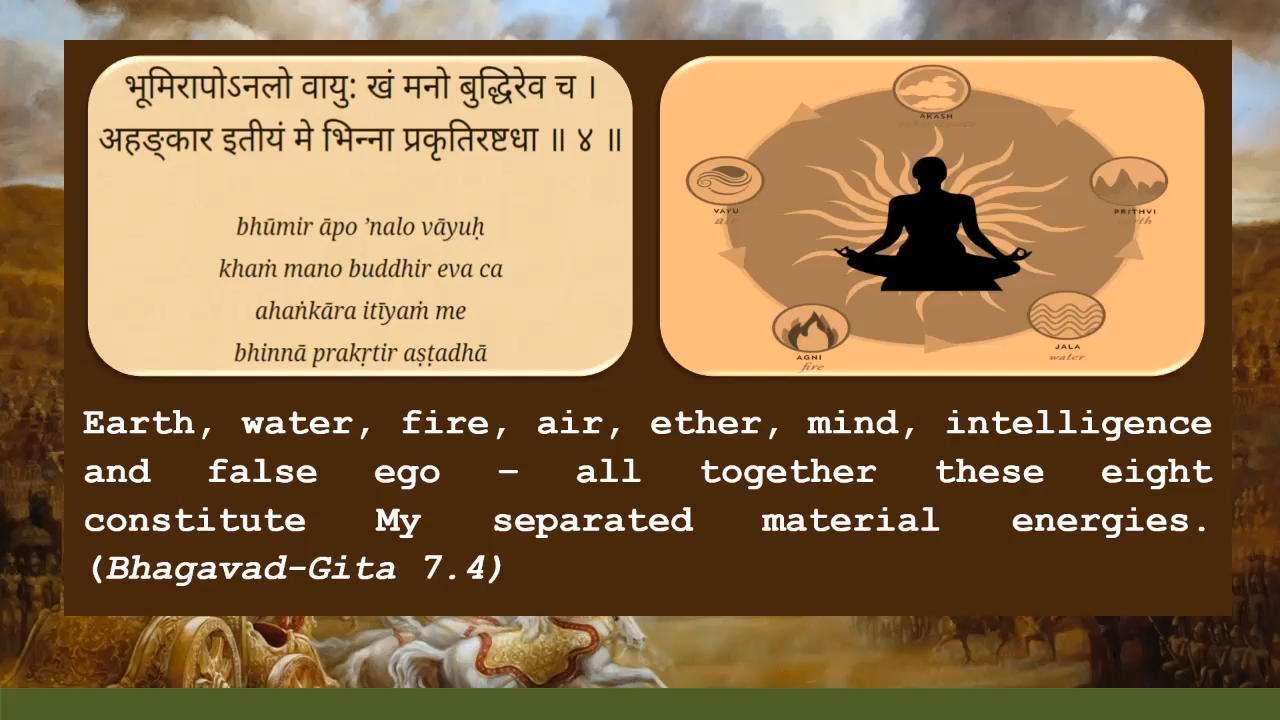 भूमिरापोऽनलो वायु: खं मनो बुद्धिरेव च ।
अहङ्कार इतीयं मे भिन्ना प्रकृतिरष्टधा ॥ ४ ॥
bhūmir āpo ’nalo vāyuḥ
khaṁ mano buddhir eva ca
ahaṅkāra itīyaṁ me
bhinnā prakṛtir aṣṭadhā
AKASH
VAYU
air
PRITHVI
AGNI
fire
JALA
water
Earth, water, fire, air, ether, mind, intelligence
and false ego – all together these eight
constitute My separated material energies.
(Bhagavad-Gita 7.4)